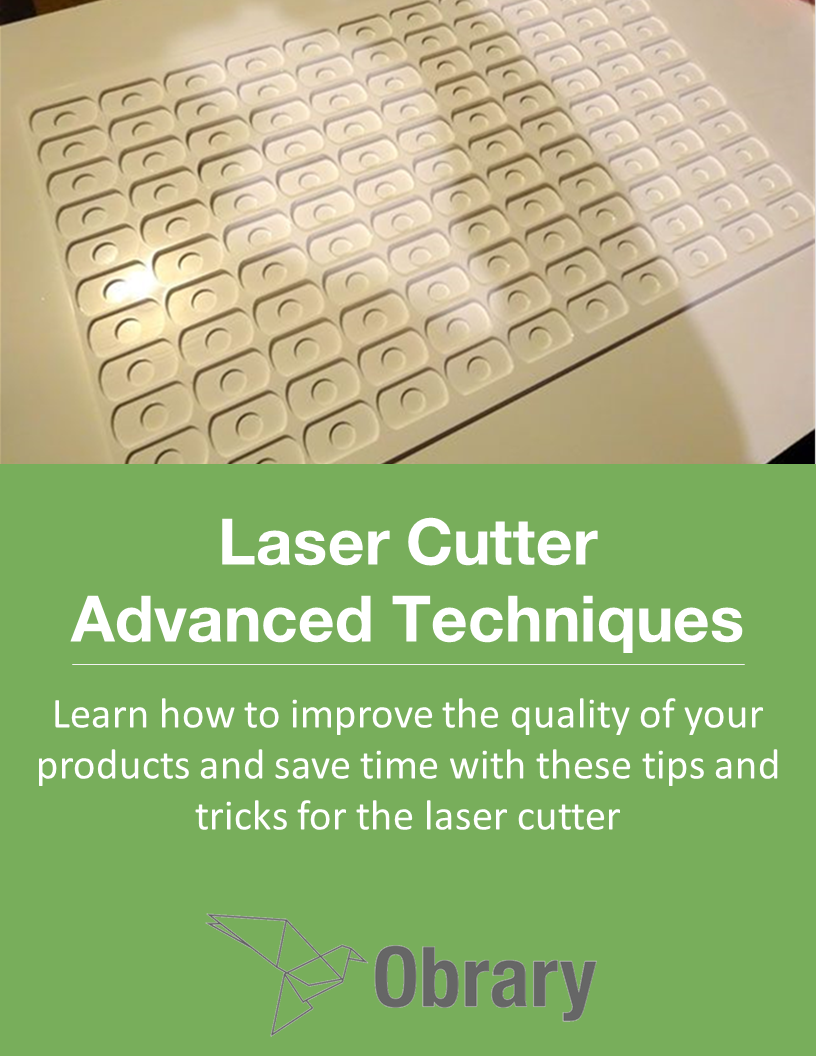 Laser Cutter
Advanced Techniques
Learn how to improve the quality of your
products and save time with these tips and
tricks for the laser cutter
Obrary